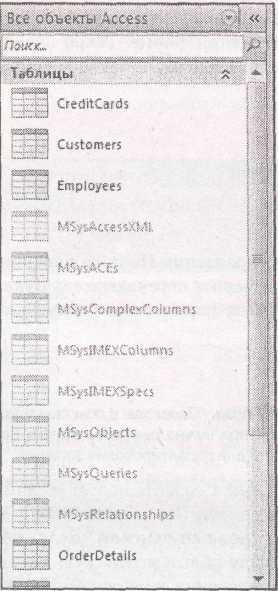 Все объекты Access
Поиск...
Таблицы
CreditCards
Customers
Employees
MSysAccessXML
MSysACEs
MSysComplexColumns
MSysIMEXColumns
MSysIMEXSpecs
MSysObjects
MSysQueries
MSysRelationships
OrderDetails